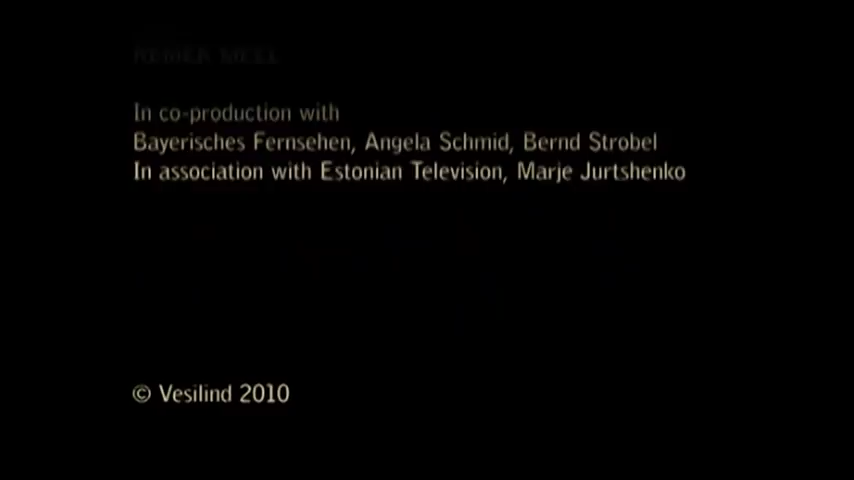 In co-production with
Bayerisches Fernsehen, Angela Schmid, Bernd Strobel
In association with Estonian Television, Marje Jurtshenko
© Vesilind 2010